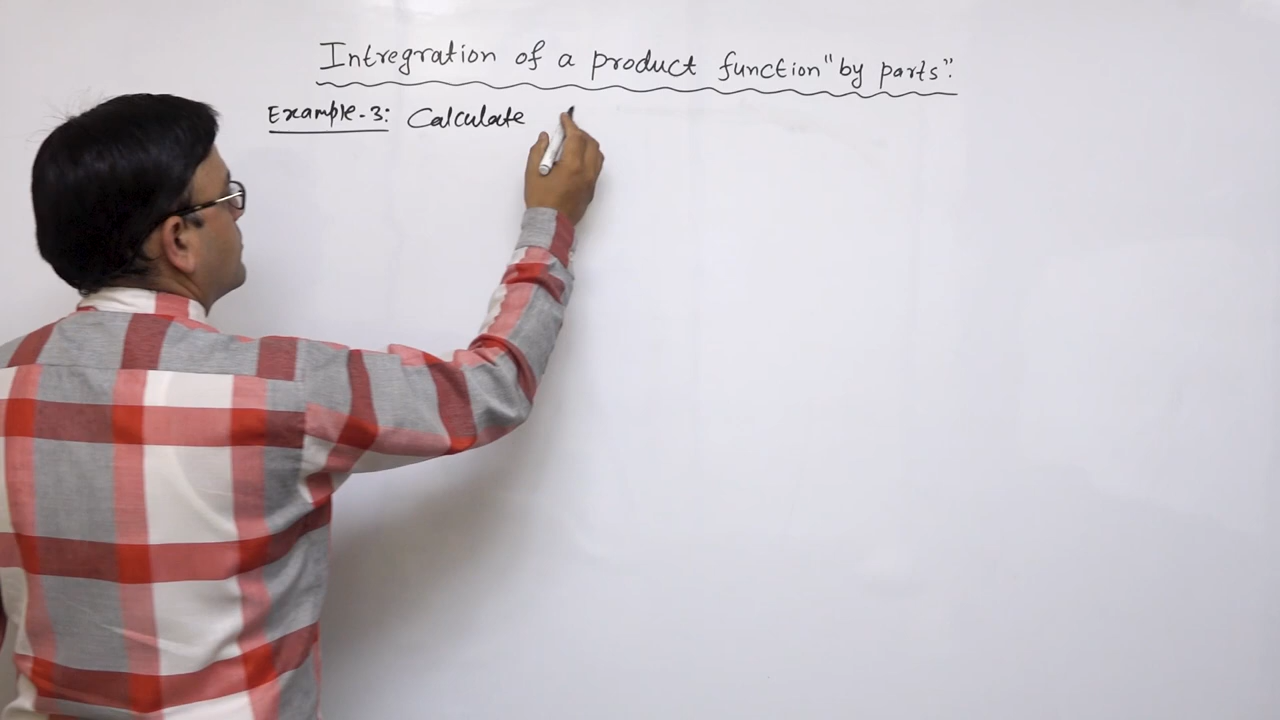 Intregration of a product function "by parts".
Example-3: Calculate